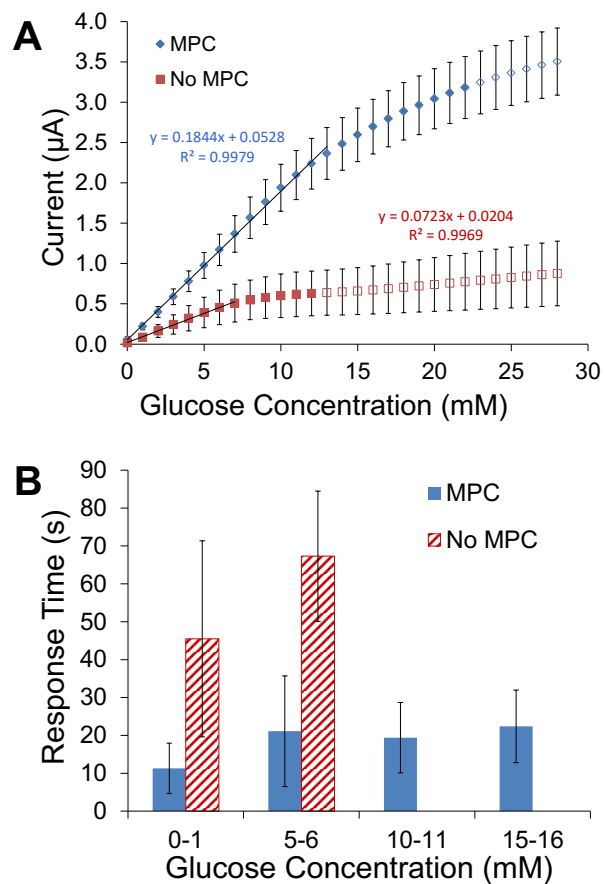 A
MPC
No MPC
y = 0.1844x + 0.0528
R² = 0.9979
y = 0.0723x + 0.0204
R² = 0.9969
Current (µA)
4.0
3.5
3.0
2.5
2.0
1.5
1.0
0.5
0.0
0 5 10 15 20 25 30
Glucose Concentration (mM)
B
MPC
No MPC
Response Time (s)
90
80
70
60
50
40
30
20
10
0
0-1 5-6 10-11 15-16
Glucose Concentration (mM)